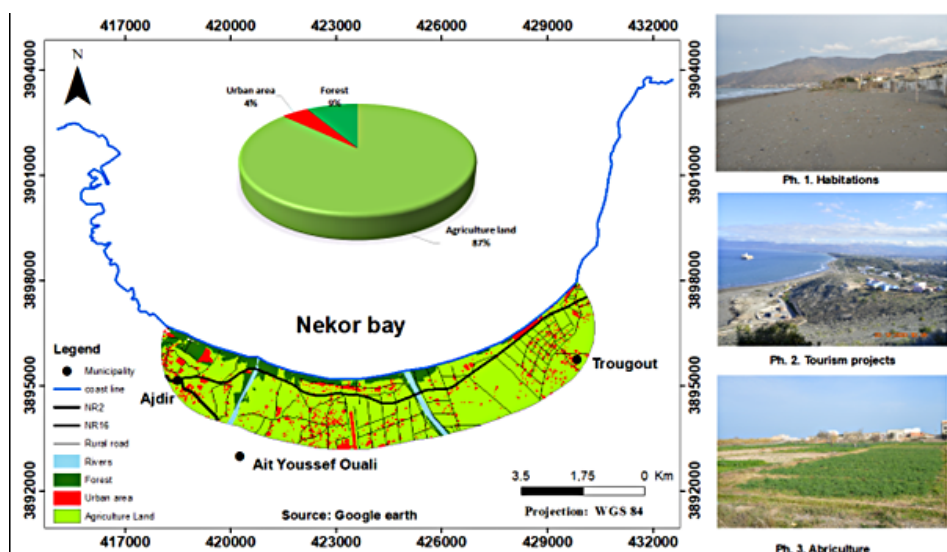 417000 420000 423000 426000 429000 432000
3904000
3901000
3898000
3895000
3892000
N
Urban area
4%
Forest
9%
Agriculture land
87%
Nekor bay
Trougout
Ajdir
Ait Youssef Ouali
Legend
Municipality
coast line
NR2
NR16
Rural road
Rivers
Forest
Urban area
Agriculture Land
Source: Google earth
3.5 1,75 0 Km
Projection: WGS 84
3904000
3901000
3898000
3895000
3892000
417000 420000 423000 426000 429000 432000
Ph. 1. Habitations
Ph. 2. Tourism projects
Ph. 3. Abriculture